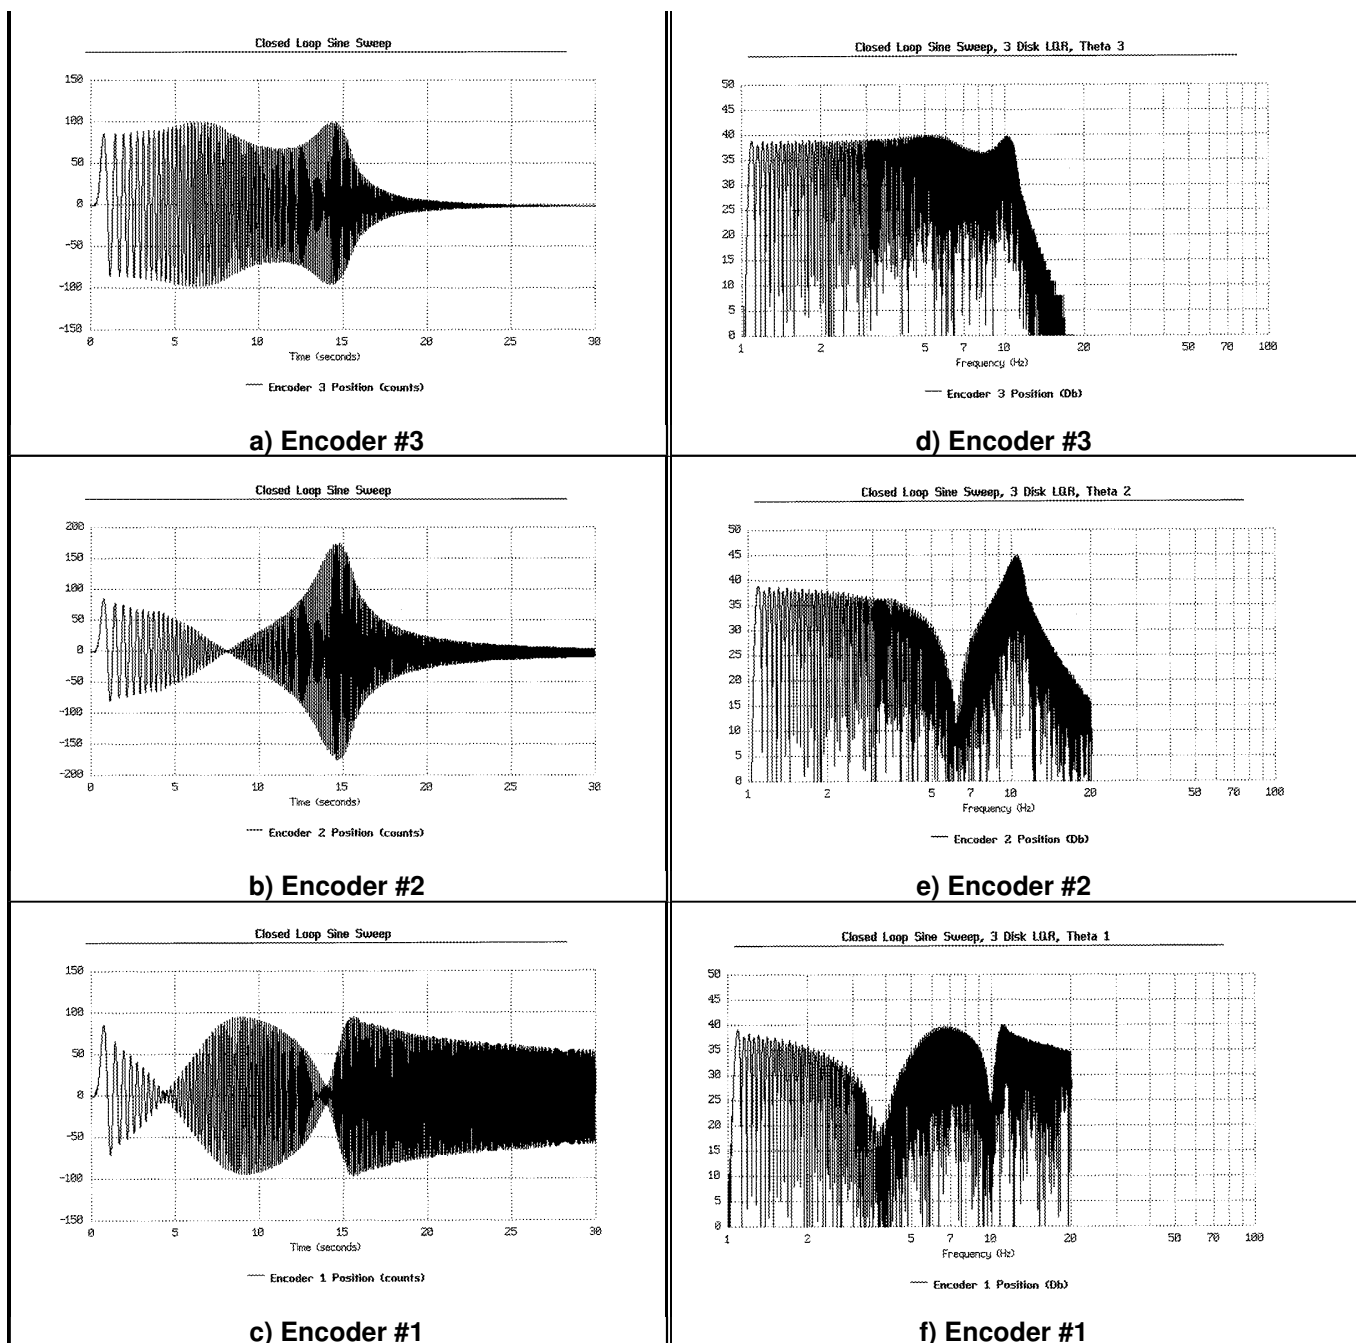 Closed Loop Sine Sweep
150
100
50
0
-50
-100
-150
0 5 10 15 20 25 30
Time (seconds)
Encoder 3 Position (counts)
a) Encoder #3
Closed Loop Sine Sweep, 3 Disk LQR, Theta 3
50
45
40
35
30
25
20
15
10
5
0
1 2 5 7 10 20 50 70 100
Frequency (Hz)
Encoder 3 Position (Db)
d) Encoder #3
Closed Loop Sine Sweep
200
150
100
50
0
-50
-100
-150
-200
0 5 10 15 20 25 30
Time (seconds)
Encoder 2 Position (counts)
b) Encoder #2
Closed Loop Sine Sweep, 3 Disk LQR, Theta 2
50
45
40
35
30
25
20
15
10
5
0
1 2 5 7 10 20 50 70 100
Frequency (Hz)
Encoder 2 Position (Db)
e) Encoder #2
Closed Loop Sine Sweep
150
100
50
0
-50
-100
-150
0 5 10 15 20 25 30
Time (seconds)
Encoder 1 Position (counts)
c) Encoder #1
Closed Loop Sine Sweep, 3 Disk LQR, Theta 1
50
45
40
35
30
25
20
15
10
5
0
1 2 5 7 10 20 50 70 100
Frequency (Hz)
Encoder 1 Position (Db)
f) Encoder #1